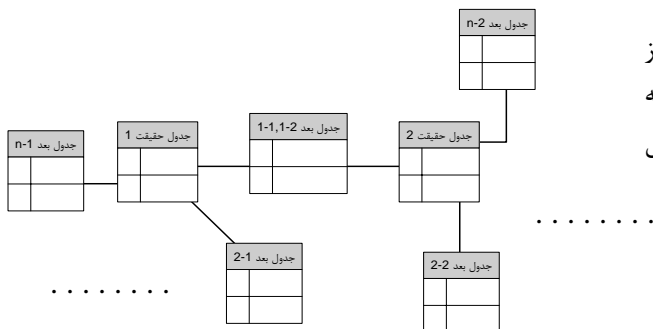 جدول بعد n-2
جدول بعد 1-1,1-2
جدول حقیقت 1
جدول حقیقت 2
جدول بعد n-1
جدول بعد 2-1
جدول بعد 2-2
. . . . . . . . .
. . . . . . . .